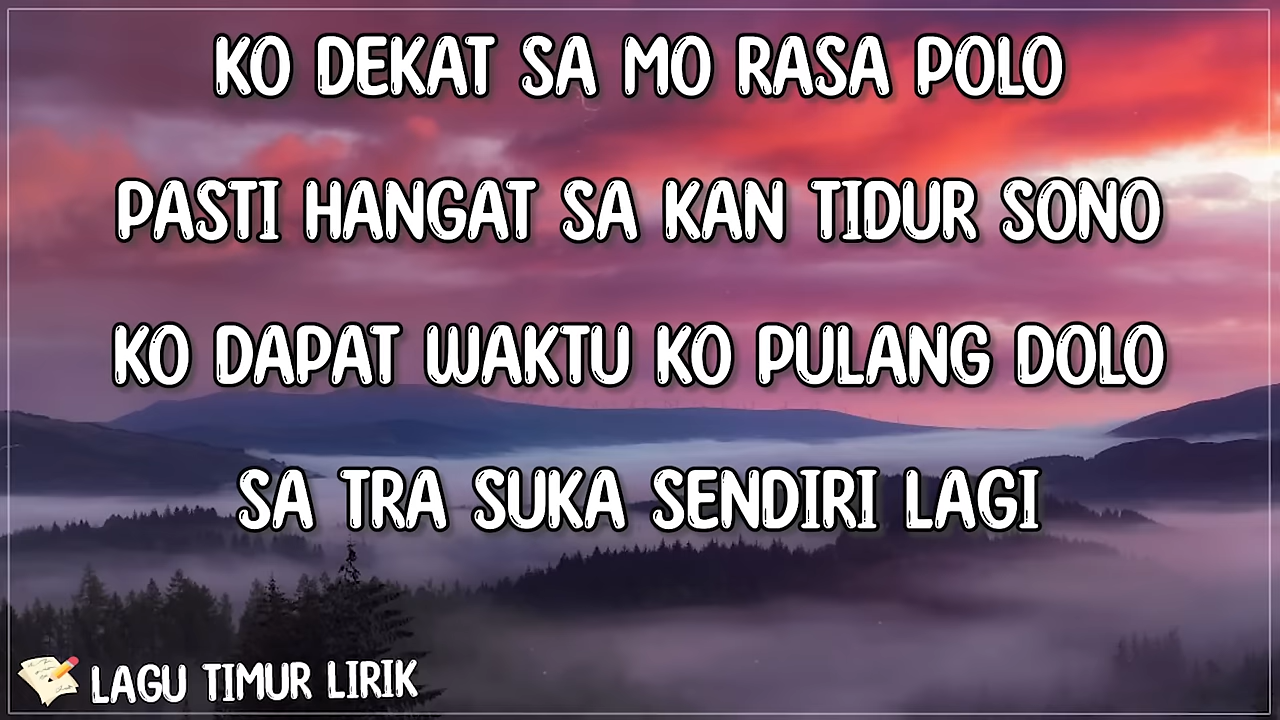 KO DEKAT SA MO RASA POLO
PASTI HANGAT SA KAN TIDUR SONO
KO DAPAT WAKTU KO PULANG DOLO
SA TRA SUKA SENDIRI LAGI
LAGU TIMUR LIRIK